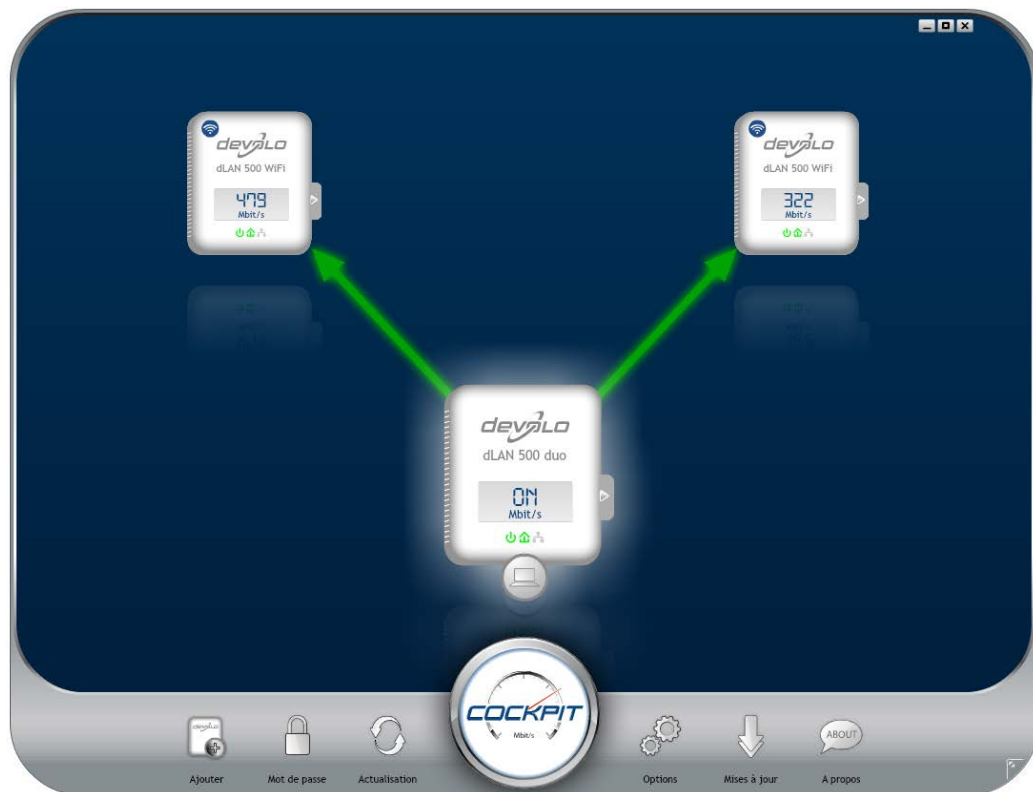 devolo
dLAN 500 WiFi
479
Mbit/s
devolo
dLAN 500 WiFi
322
Mbit/s
devolo
dLAN 500 duo
ON
Mbit/s
COCKPIT
Mbit/s
devolo
ABOUT
Ajouter
Mot de passe
Actualisation
Options
Mises à jour
A propos